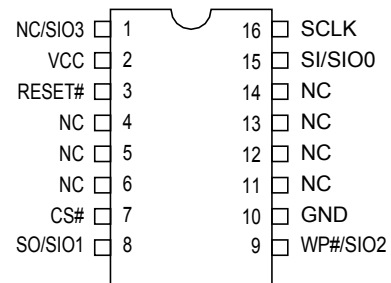 NC/SIO3 1 16 SCLK
VCC 2 15 SI/SIO0
RESET# 3 14 NC
NC 4 13 NC
NC 5 12 NC
NC 6 11 NC
CS# 7 10 GND
SO/SIO1 8 9 WP#/SIO2